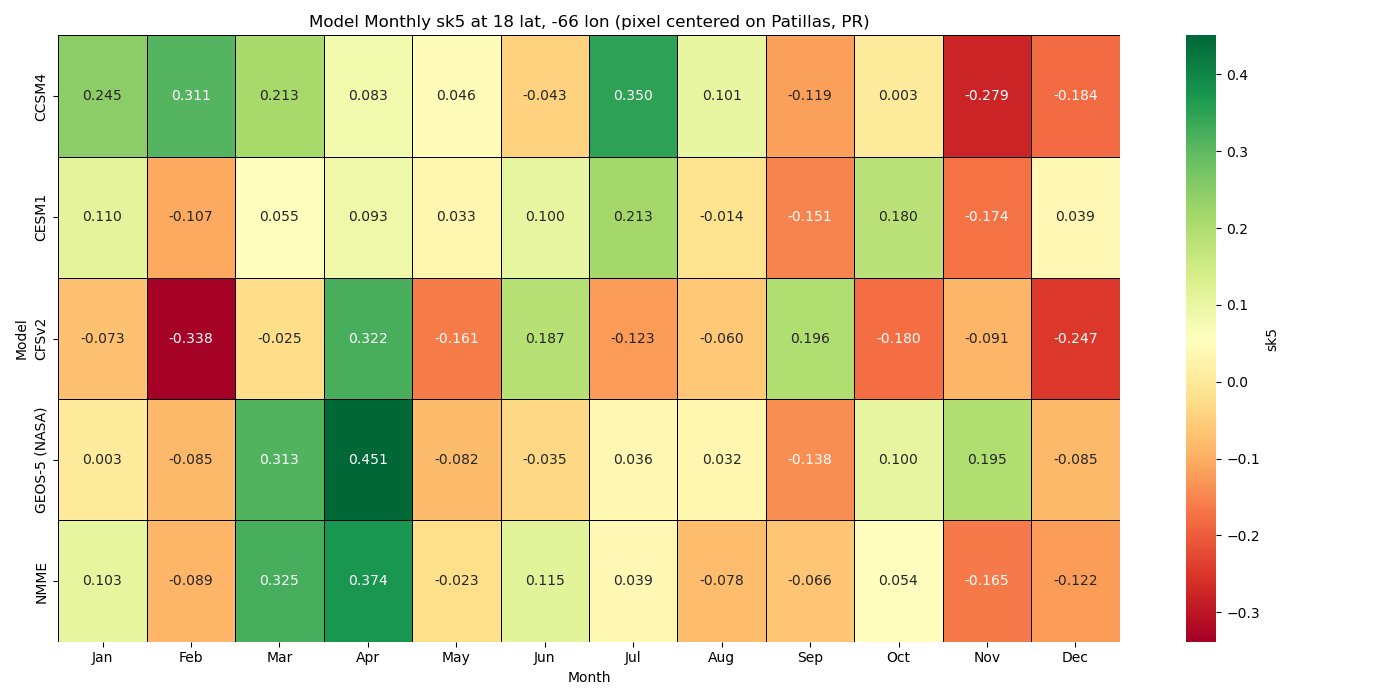 Model Monthly sk5 at 18 lat, -66 lon (pixel centered on Patillas, PR)
CCSM4 0.245 0.311 0.213 0.083 0.046 -0.043 0.350 0.101 -0.119 0.003 -0.279 -0.184
CESM1 0.110 -0.107 0.055 0.093 0.033 0.100 0.213 -0.014 -0.151 0.180 -0.174 0.039
Model
CFSv2 -0.073 -0.338 -0.025 0.322 -0.161 0.187 -0.123 -0.060 0.196 -0.180 -0.091 -0.247
GEOS-5 (NASA) 0.003 -0.085 0.313 0.451 -0.082 -0.035 0.036 0.032 -0.138 0.100 0.195 -0.085
NMME 0.103 -0.089 0.325 0.374 -0.023 0.115 0.039 -0.078 -0.066 0.054 -0.165 -0.122
Jan Feb Mar Apr May Jun Jul Aug Sep Oct Nov Dec
Month
0.4
0.3
0.2
0.1
0.0
−0.1
−0.2
−0.3
sk5